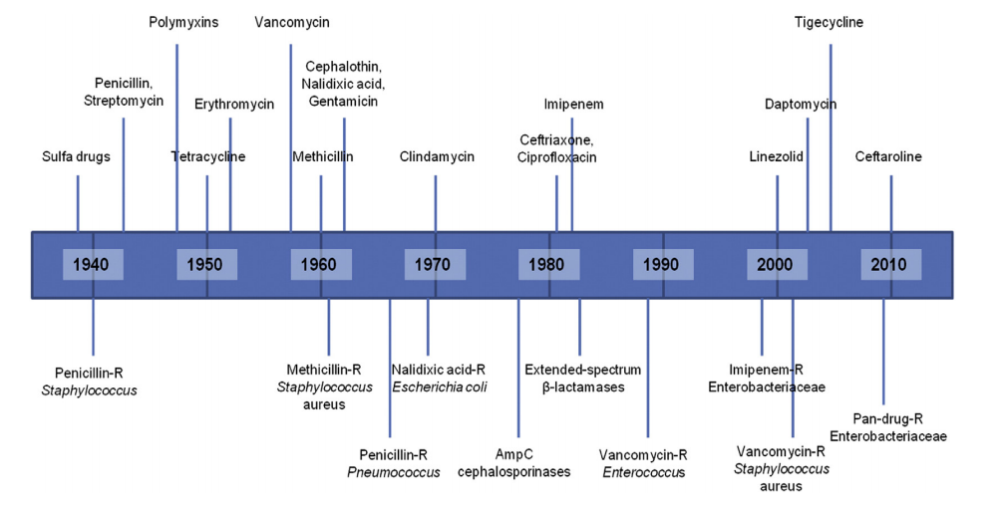 Polymyxins
Vancomycin
Tigecycline
Cephalothin,
Nalidixic acid,
Gentamicin
Penicillin,
Streptomycin
Erythromycin
Imipenem
Daptomycin
Ceftriaxone,
Ciprofloxacin
Sulfa drugs
Tetracycline
Methicillin
Clindamycin
Linezolid
Ceftaroline
1940
1950
1960
1970
1980
1990
2000
2010
Penicillin-R
Staphylococcus
Methicillin-R
Staphylococcus
aureus
Nalidixic acid-R
Escherichia coli
Extended-spectrum
β-lactamases
Imipenem-R
Enterobacteriaceae
Pan-drug-R
Enterobacteriaceae
Penicillin-R
Pneumococcus
AmpC
cephalosporinases
Vancomycin-R
Enterococcus
Vancomycin-R
Staphylococcus
aureus